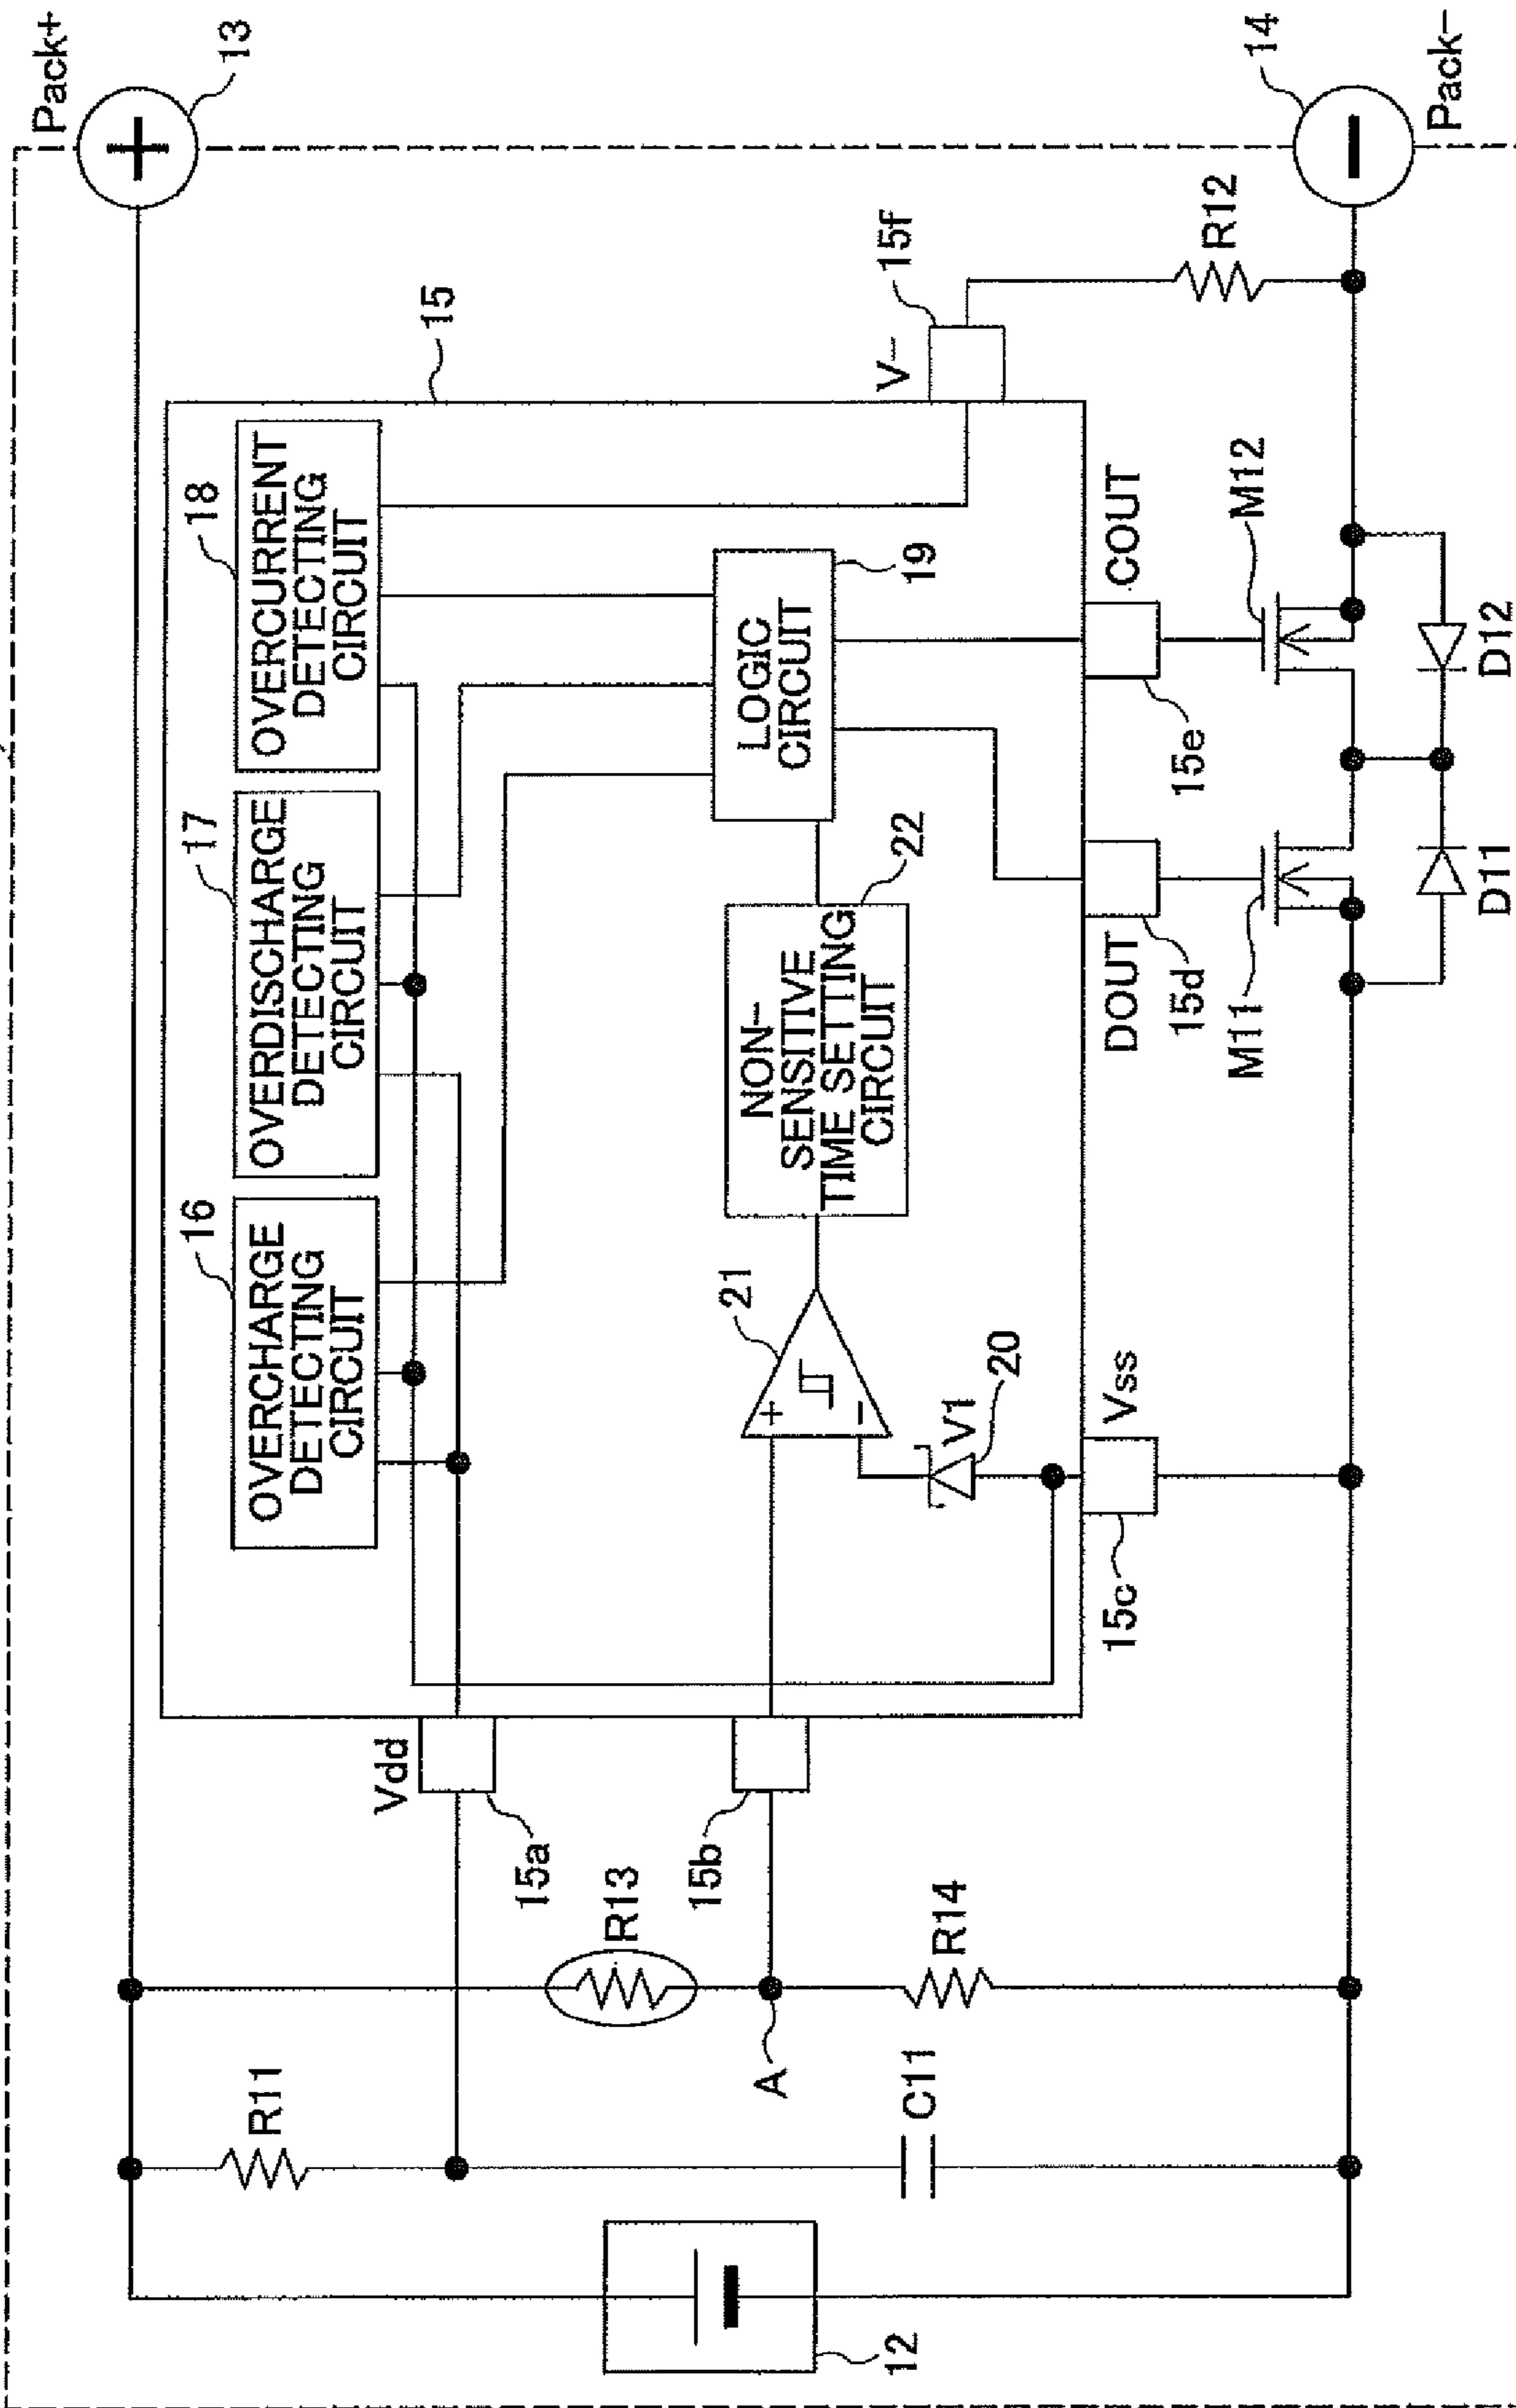 Pack+
13
15
18
OVERCURRENT
DETECTING
CIRCUIT
17
OVERDISCHARGE
DETECTING
CIRCUIT
16
OVERCHARGE
DETECTING
CIRCUIT
Vdd
15a
R11
R13
15b
A
R14
C11
12
21
+
−
V1
20
NON-
SENSITIVE
TIME SETTING
CIRCUIT
22
LOGIC
CIRCUIT
19
V−
15f
R12
Vss
15c
DOUT
15d
COUT
15e
M11
M12
D11
D12
14
Pack−